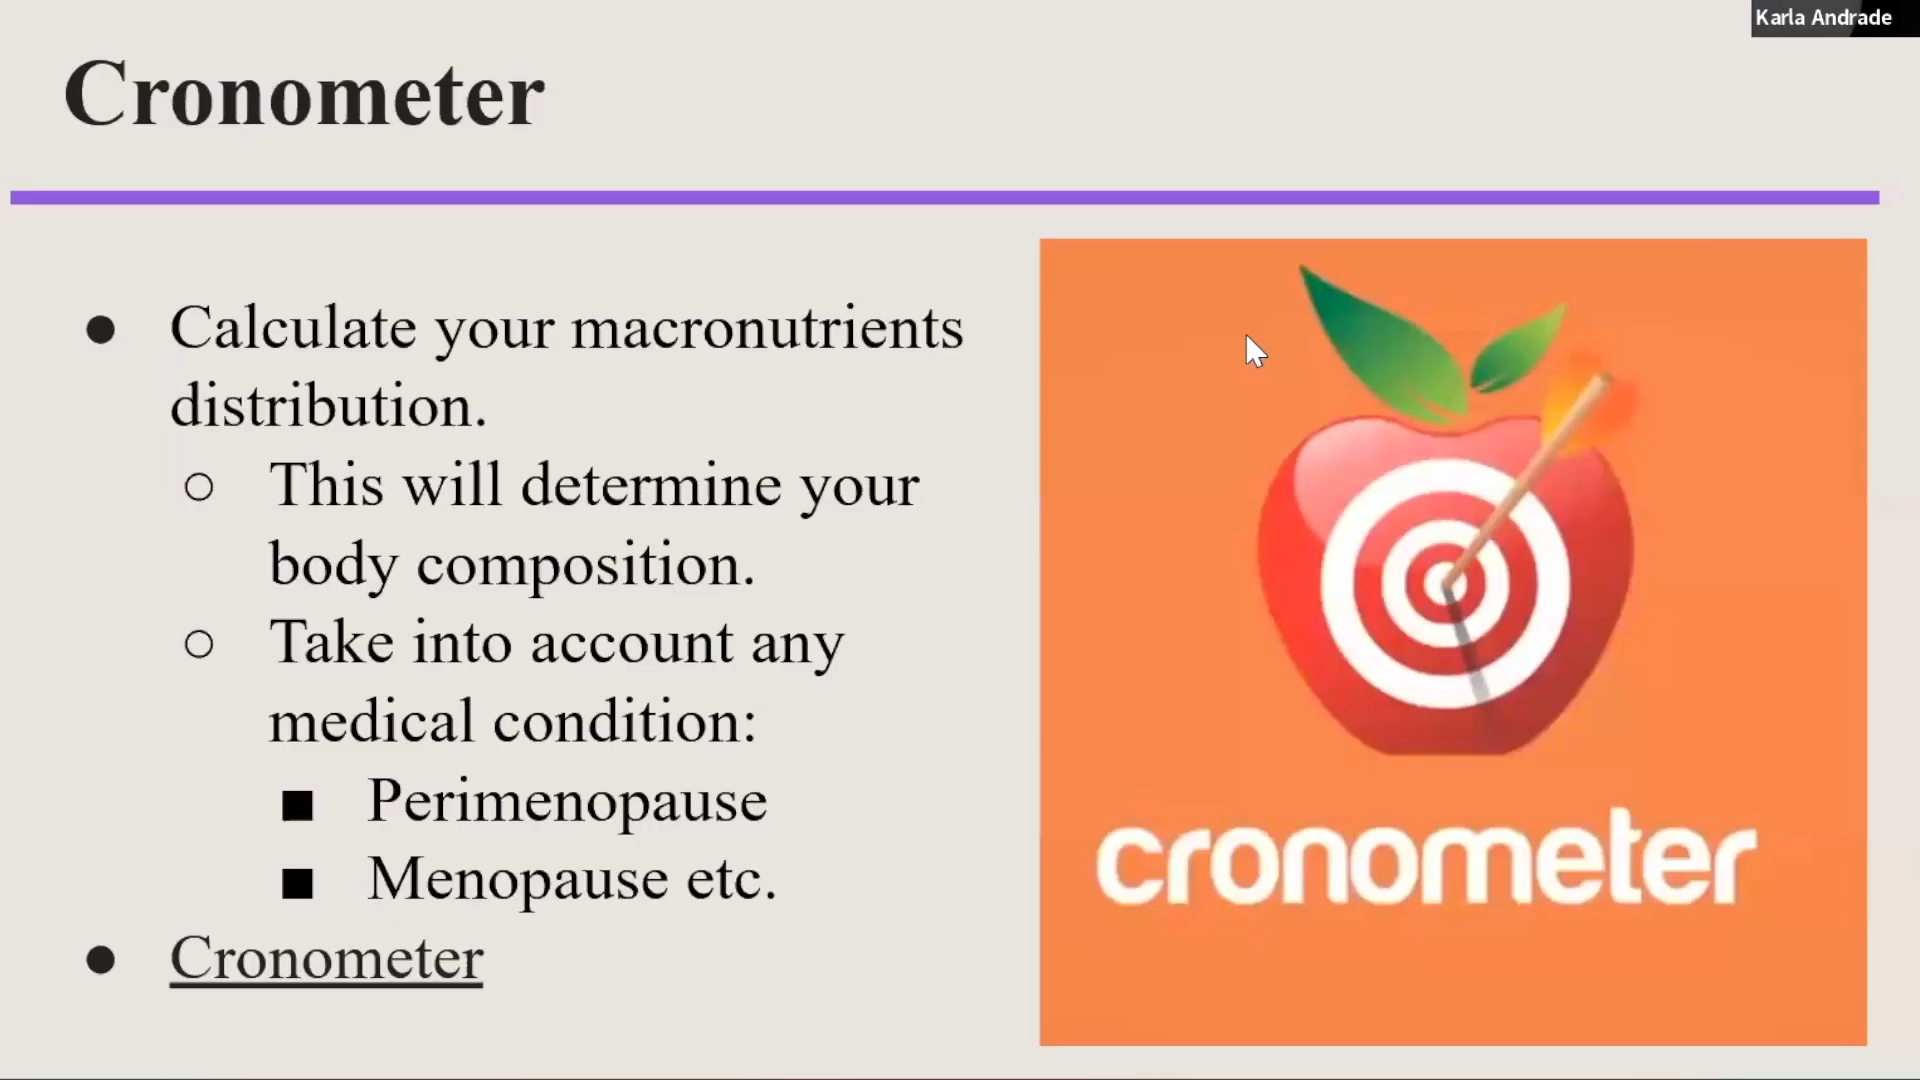 Karla Andrade
Cronometer
● Calculate your macronutrients
distribution.
○ This will determine your
body composition.
○ Take into account any
medical condition:
■ Perimenopause
■ Menopause etc.
● Cronometer
cronometer